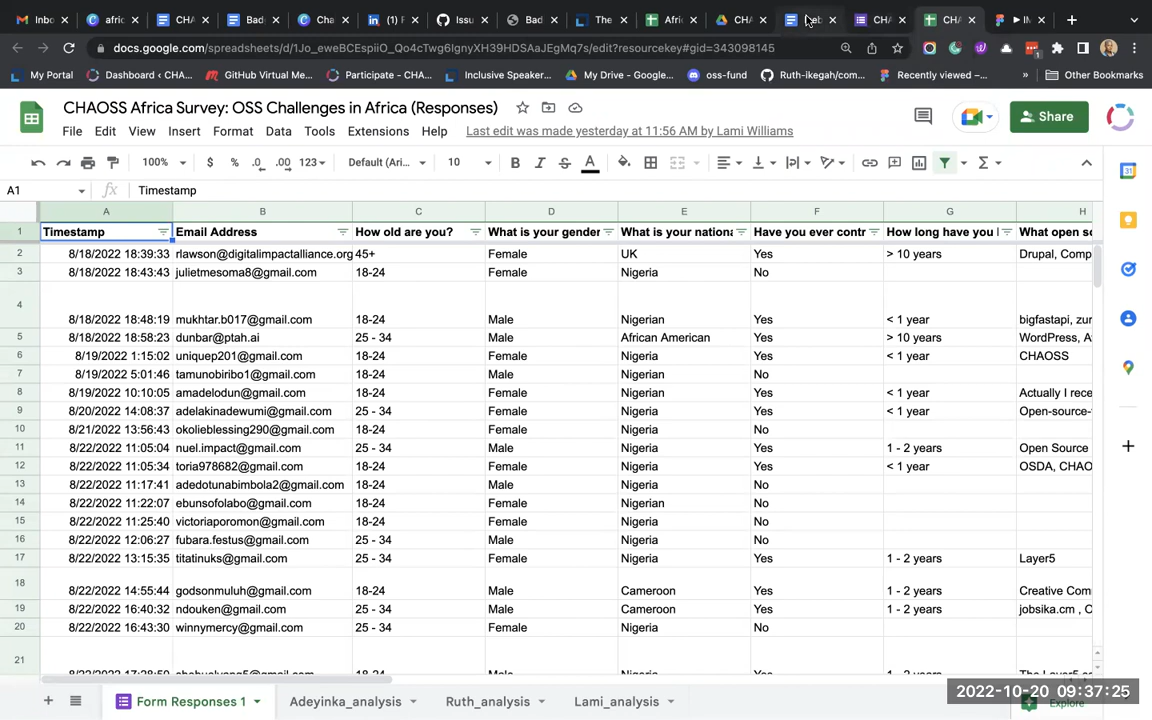 Inbo
afric
CHA
Bad
Cha
(1) F
Issu
Bad
The
Afri
CHA
CHA
CHA
IM
docs.google.com/spreadsheets/d/1Jo_eweBCEspiiO_Qo4cTwg6IgnyXH39HDSAaJEgMq7s/edit?resourcekey#gid=343098145
My Portal
Dashboard < CHA...
GitHub Virtual Me...
Participate - CHA...
Inclusive Speaker...
My Drive - Google...
oss-fund
Ruth-ikegah/com...
Recently viewed –...
»
Other Bookmarks
CHAOSS Africa Survey: OSS Challenges in Africa (Responses)
File Edit View Insert Format Data Tools Extensions Help Last edit was made yesterday at 11:56 AM by Lami Williams
Share
100% $ % .0 .00 123 Default (Ari... 10 B I S A Σ
A1 fx Timestamp
A B C D E F G H
1 Timestamp Email Address How old are you? What is your gender What is your nationa Have you ever contr How long have you What open so
2 8/18/2022 18:39:33 rlawson@digitalimpactalliance.org 45+ Female UK Yes > 10 years Drupal, Comp
3 8/18/2022 18:43:43 julietmesoma8@gmail.com 18-24 Female Nigeria No
4 8/18/2022 18:48:19 mukhtar.b017@gmail.com 18-24 Male Nigerian Yes < 1 year bigfastapi, zur
5 8/18/2022 18:58:23 dunbar@ptah.ai 25 - 34 Male African American Yes > 10 years WordPress, A
6 8/19/2022 1:15:02 uniquep201@gmail.com 18-24 Female Nigeria Yes < 1 year CHAOSS
7 8/19/2022 5:01:46 tamunobiribo1@gmail.com 18-24 Male Nigeria No
8 8/19/2022 10:10:05 amadelodun@gmail.com 18-24 Female Nigerian Yes < 1 year Actually I rece
9 8/20/2022 14:08:37 adelakinadewumi@gmail.com 25 - 34 Female Nigeria Yes < 1 year Open-source-
10 8/21/2022 13:56:43 okolieblessing290@gmail.com 18-24 Female Nigeria No
11 8/22/2022 11:05:04 nuel.impact@gmail.com 25 - 34 Male Nigeria Yes 1 - 2 years Open Source
12 8/22/2022 11:05:34 toria978682@gmail.com 18-24 Female Nigeria Yes < 1 year OSDA, CHAO
13 8/22/2022 11:17:41 adedotunabimbola2@gmail.com 18-24 Male Nigeria No
14 8/22/2022 11:22:07 ebunsofolabo@gmail.com 18-24 Female Nigerian No
15 8/22/2022 11:25:40 victoriaporomon@gmail.com 18-24 Female Nigeria No
16 8/22/2022 12:06:27 fubara.festus@gmail.com 25 - 34 Male Nigeria No
17 8/22/2022 13:15:35 titatinuks@gmail.com 25 - 34 Female Nigeria Yes 1 - 2 years Layer5
18 8/22/2022 14:55:44 godsonmuluh@gmail.com 18-24 Male Cameroon Yes 1 - 2 years Creative Com
19 8/22/2022 16:40:32 ndouken@gmail.com 25 - 34 Male Cameroon Yes 1 - 2 years jobsika.cm , O
20 8/22/2022 16:43:30 winnymercy@gmail.com 25 - 34 Female Nigeria No
21
Form Responses 1 Adeyinka_analysis Ruth_analysis Lami_analysis
2022-10-20 09:37:25
Explore